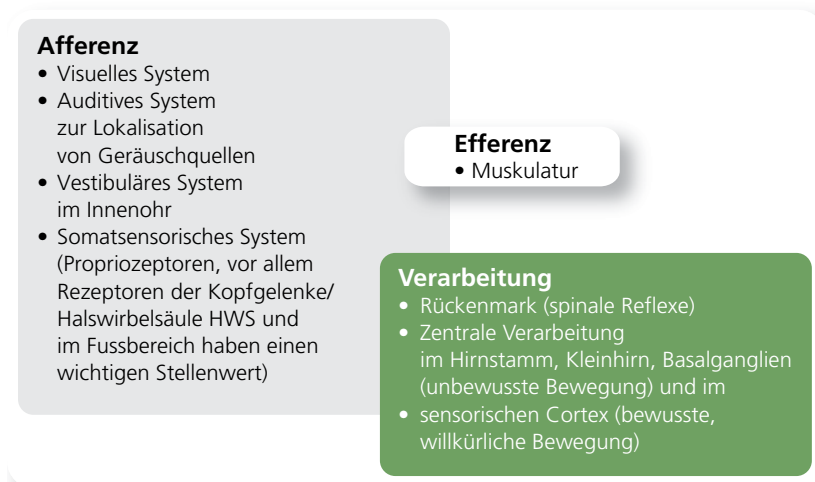 Afferenz
• Visuelles System
• Auditives System
zur Lokalisation
von Geräuschquellen
• Vestibuläres System
im Innenohr
• Somatsensorisches System
(Propriozeptoren, vor allem
Rezeptoren der Kopfgelenke/
Halswirbelsäule HWS und
im Fussbereich haben einen
wichtigen Stellenwert)
Efferenz
• Muskulatur
Verarbeitung
• Rückenmark (spinale Reflexe)
• Zentrale Verarbeitung
im Hirnstamm, Kleinhirn, Basalganglien
(unbewusste Bewegung) und im
• sensorischen Cortex (bewusste,
willkürliche Bewegung)